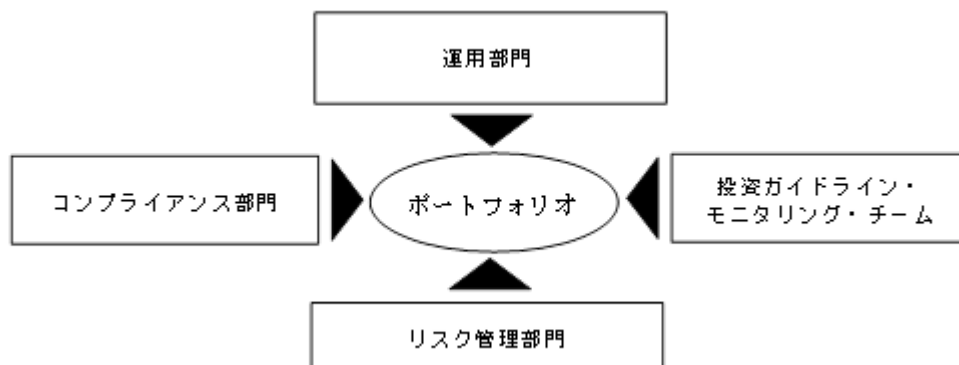 運用部門
コンプライアンス部門
ポートフォリオ
投資ガイドライン・
モニタリング・チーム
リスク管理部門